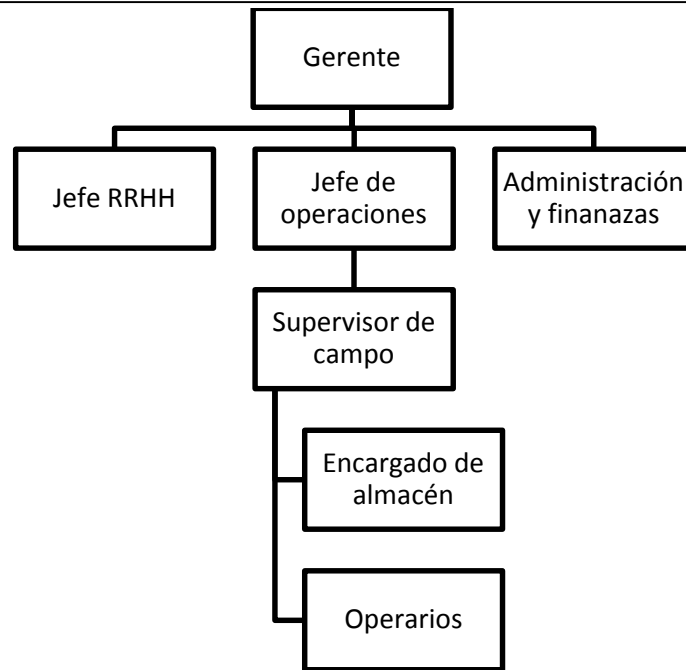 Gerente
Jefe RRHH
Jefe de
operaciones
Administración
y finanazas
Supervisor de
campo
Encargado de
almacén
Operarios